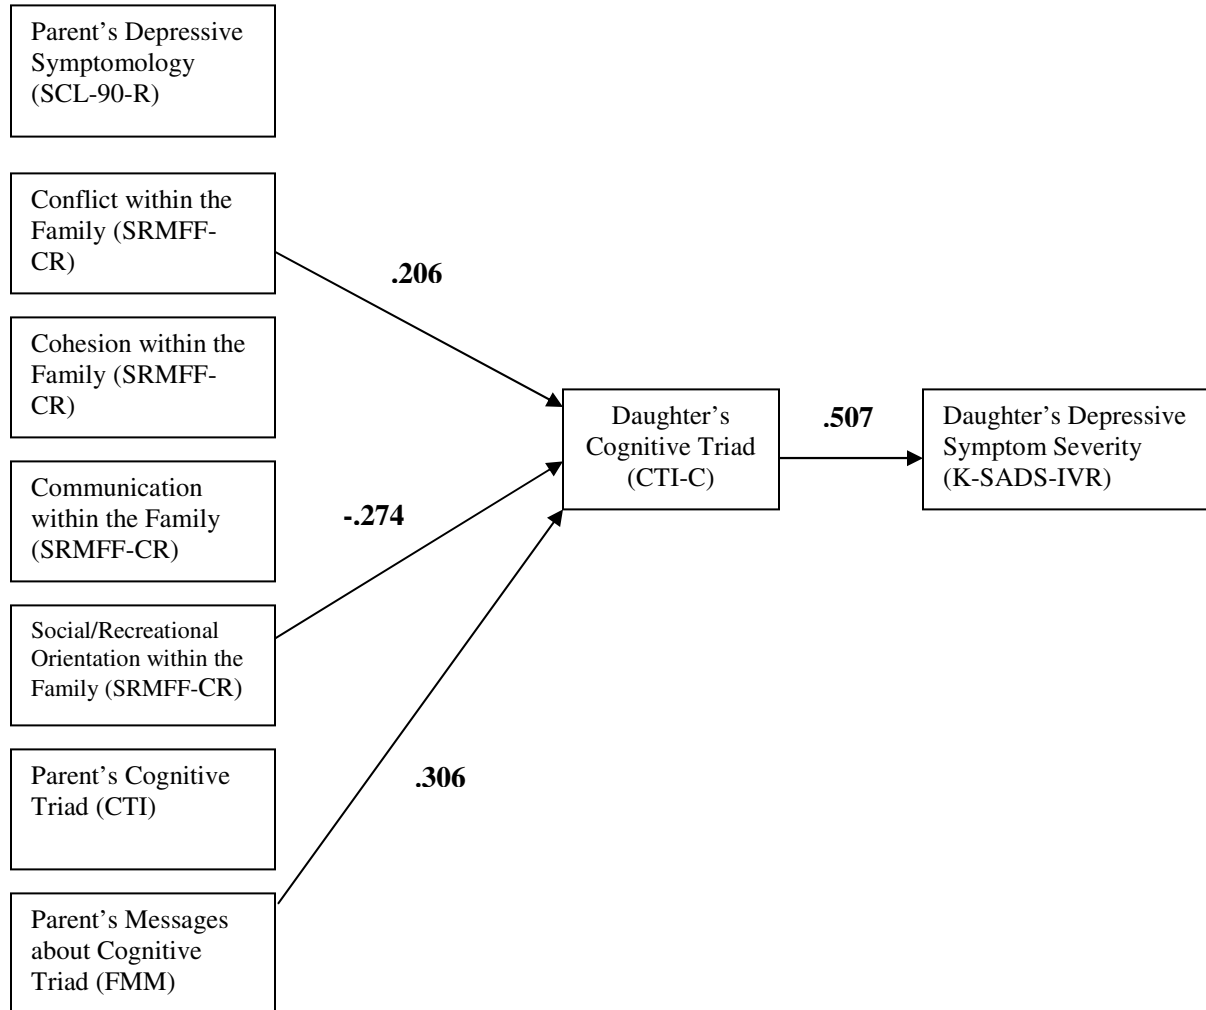 Parent’s Depressive
Symptomology
(SCL-90-R)
Conflict within the
Family (SRMFF-
CR)
.206
Cohesion within the
Family (SRMFF-
CR)
Daughter’s
Cognitive Triad
(CTI-C)
.507
Daughter’s Depressive
Symptom Severity
(K-SADS-IVR)
Communication
within the Family
(SRMFF-CR)
-.274
Social/Recreational
Orientation within the
Family (SRMFF-CR)
Parent’s Cognitive
Triad (CTI)
.306
Parent’s Messages
about Cognitive
Triad (FMM)